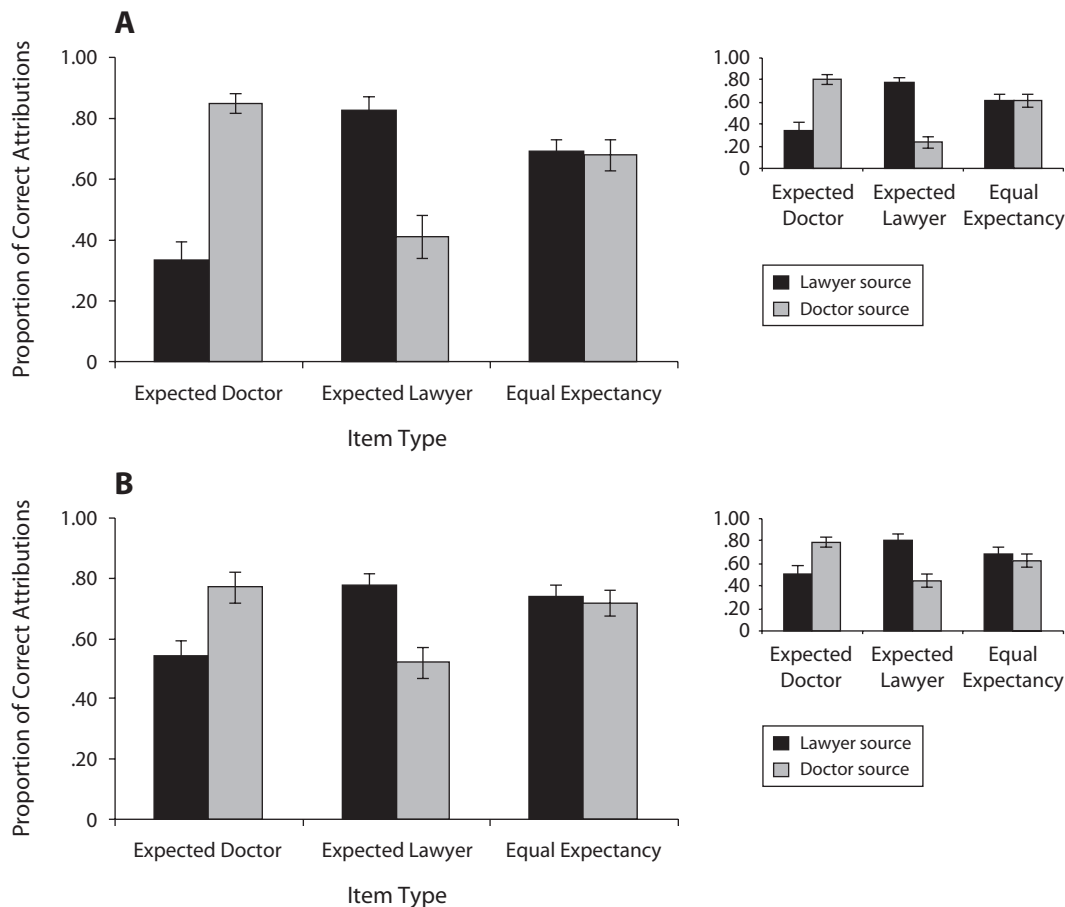 A
Proportion of Correct Attributions
1.00
.80
.60
.40
.20
0
Expected Doctor
Expected Lawyer
Equal Expectancy
Item Type
1.00
.80
.60
.40
.20
0
Expected
Doctor
Expected
Lawyer
Equal
Expectancy
Lawyer source
Doctor source
B
Proportion of Correct Attributions
1.00
.80
.60
.40
.20
0
Expected Doctor
Expected Lawyer
Equal Expectancy
Item Type
1.00
.80
.60
.40
.20
0
Expected
Doctor
Expected
Lawyer
Equal
Expectancy
Lawyer source
Doctor source